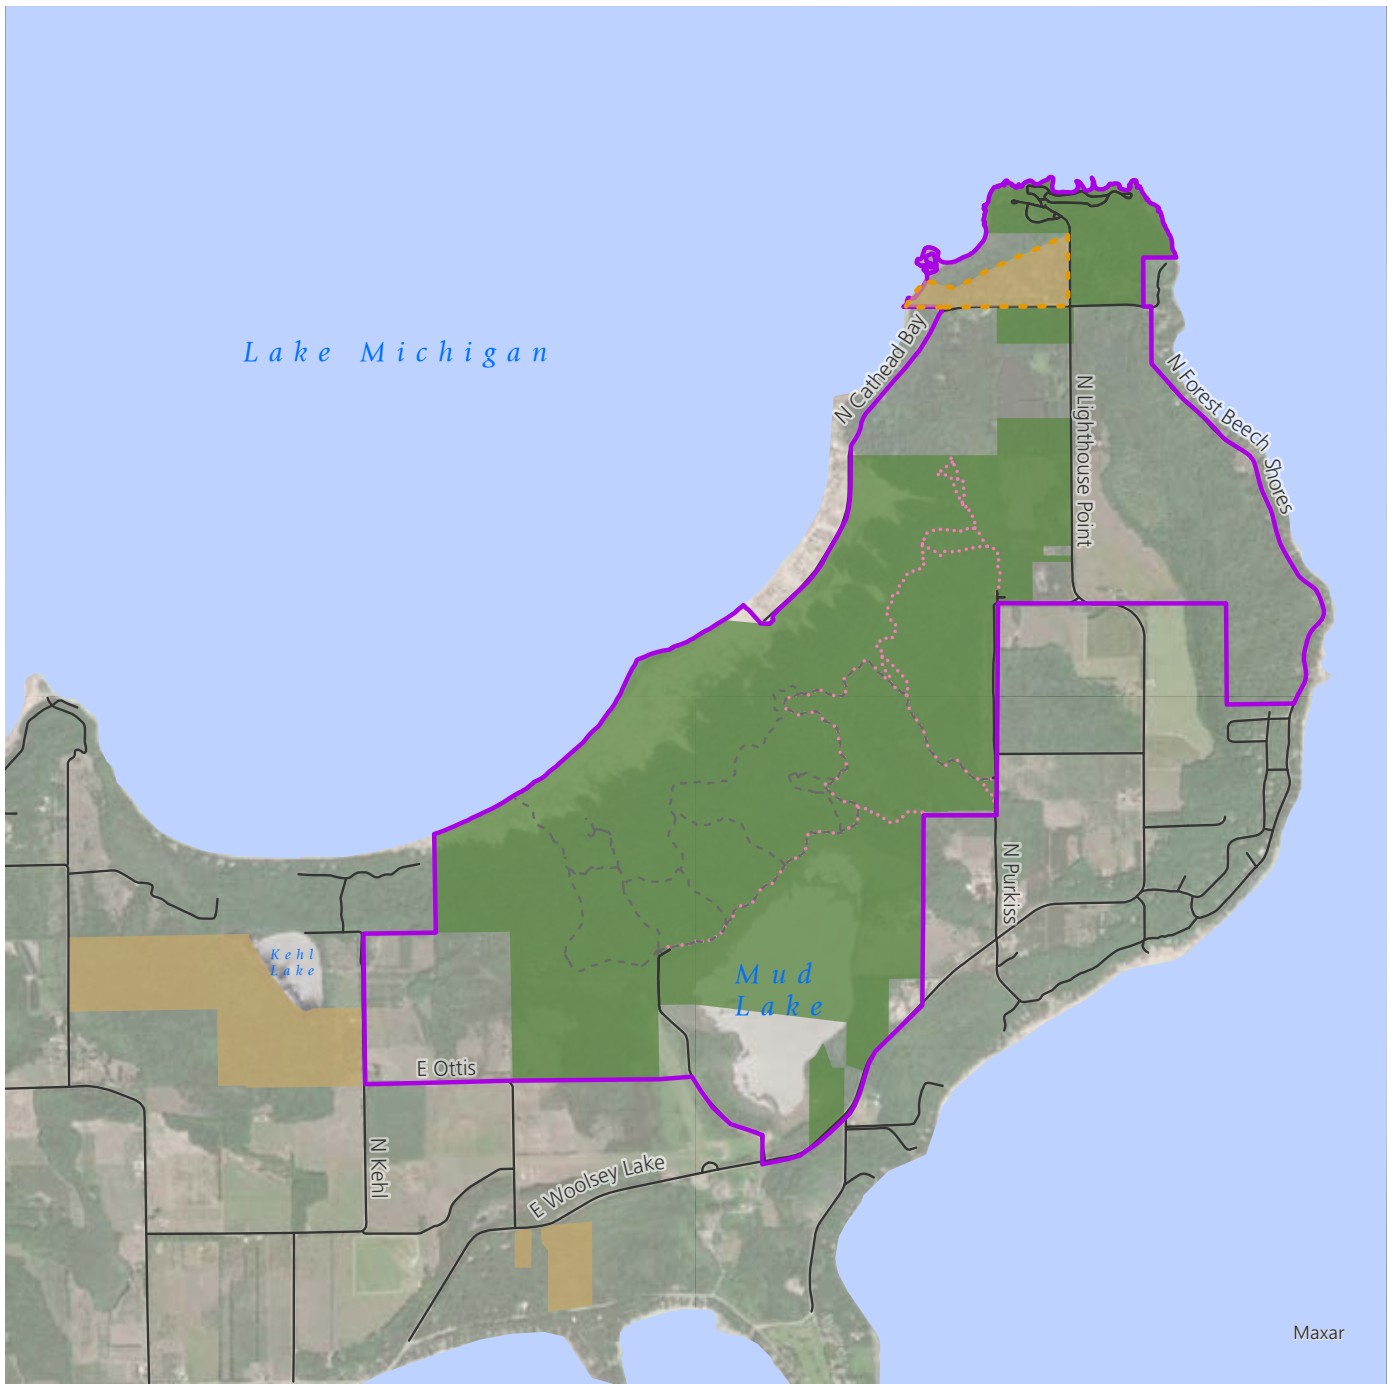 Lake Michigan
N Cathead Bay
N Lighthouse Point
N Forest Beech Shores
N Purkiss
Kehl
Lake
Mud
Lake
E Ottis
N Kehl
E Woolsey Lake
Maxar